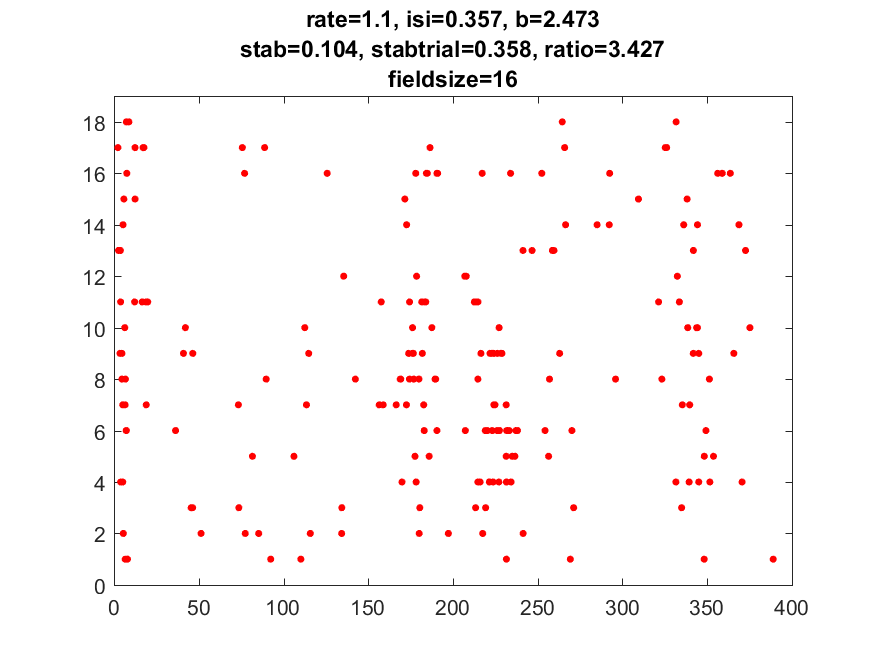 rate=1.1, isi=0.357, b=2.473
stab=0.104, stabtrial=0.358, ratio=3.427
fieldsize=16
18
16
14
12
10
8
6
4
2
0
0 50 100 150 200 250 300 350 400